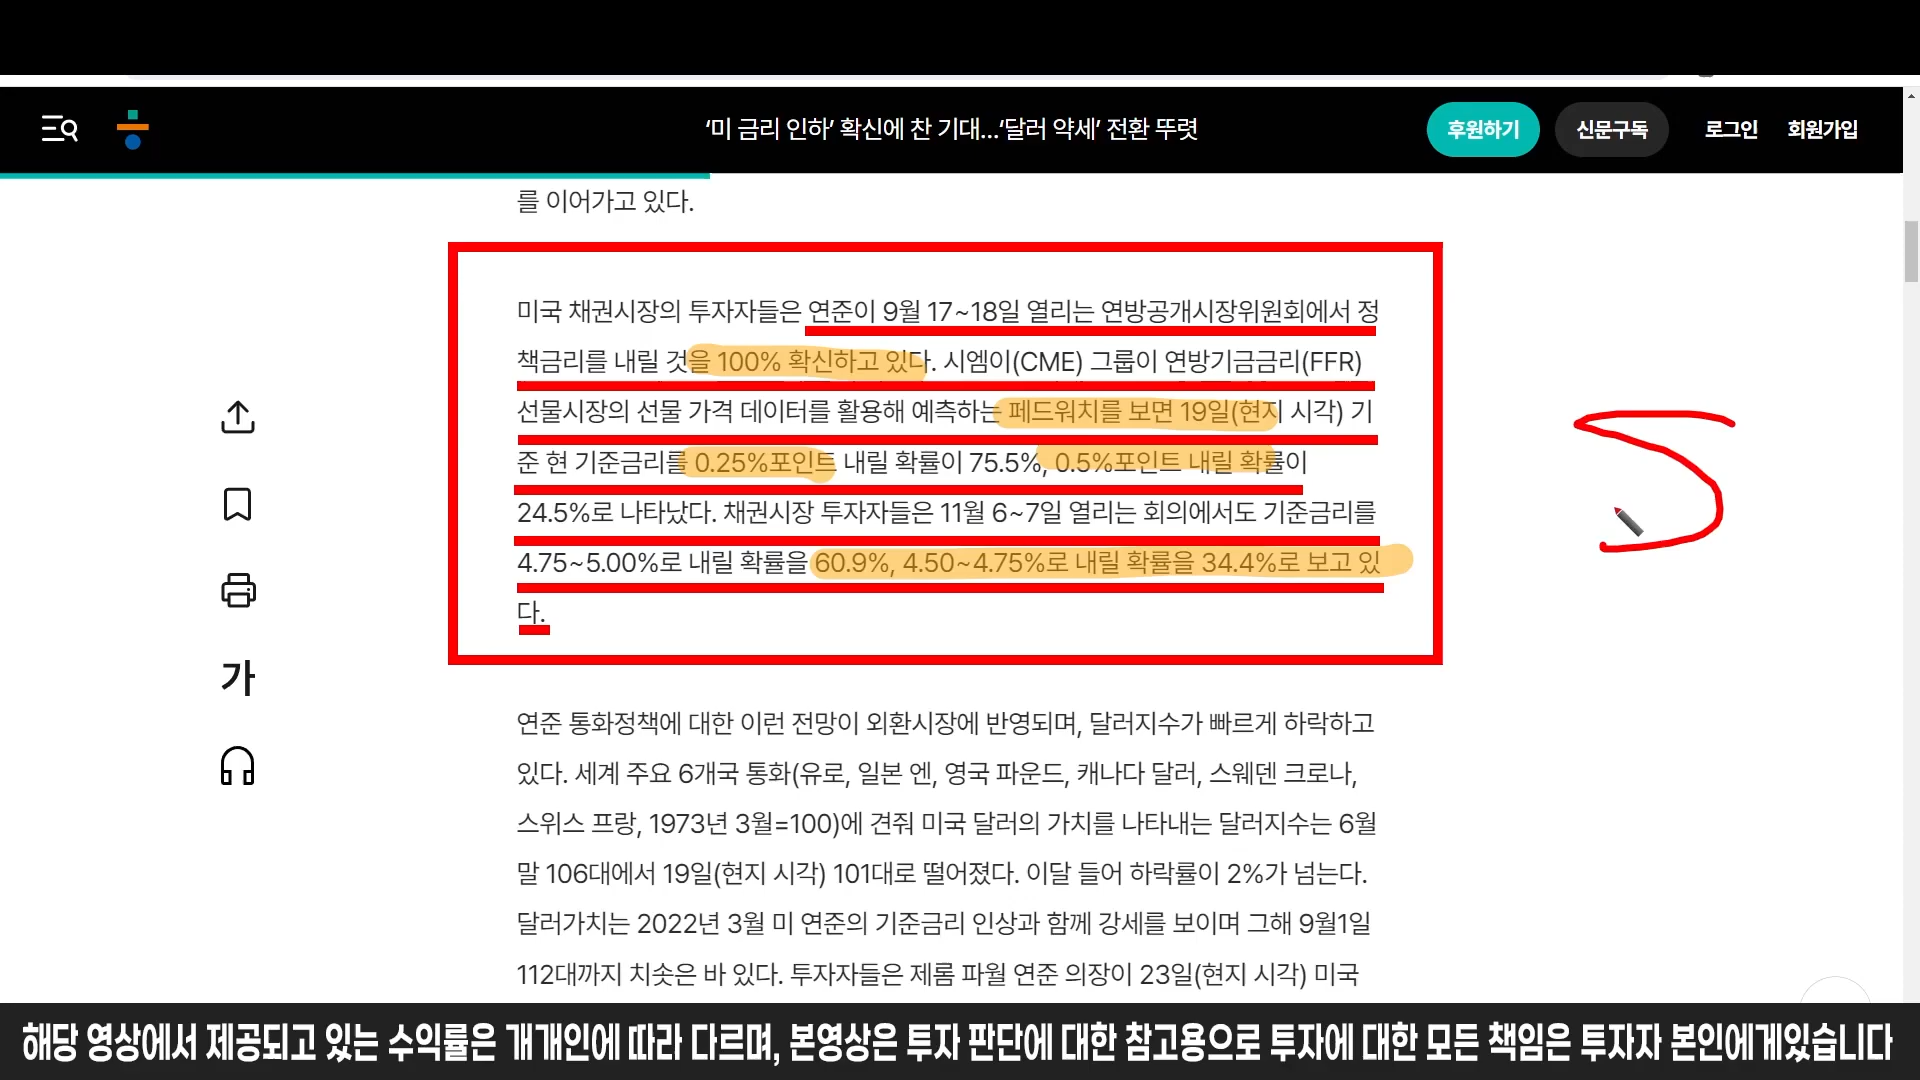 ‘미 금리 인하’ 확신에 찬 기대…‘달러 약세’ 전환 뚜렷
후원하기
신문구독
로그인
회원가입
를 이어가고 있다.
미국 채권시장의 투자자들은 연준이 9월 17~18일 열리는 연방공개시장위원회에서 정
책금리를 내릴 것을 100% 확신하고 있다. 시엠이(CME) 그룹이 연방기금금리(FFR)
선물시장의 선물 가격 데이터를 활용해 예측하는 페드워치를 보면 19일(현지 시각) 기
준 현 기준금리를 0.25%포인트 내릴 확률이 75.5%, 0.5%포인트 내릴 확률이
24.5%로 나타났다. 채권시장 투자자들은 11월 6~7일 열리는 회의에서도 기준금리를
4.75~5.00%로 내릴 확률을 60.9%, 4.50~4.75%로 내릴 확률을 34.4%로 보고 있
다.
가
연준 통화정책에 대한 이런 전망이 외환시장에 반영되며, 달러지수가 빠르게 하락하고
있다. 세계 주요 6개국 통화(유로, 일본 엔, 영국 파운드, 캐나다 달러, 스웨덴 크로나,
스위스 프랑, 1973년 3월=100)에 견줘 미국 달러의 가치를 나타내는 달러지수는 6월
말 106대에서 19일(현지 시각) 101대로 떨어졌다. 이달 들어 하락률이 2%가 넘는다.
달러가치는 2022년 3월 미 연준의 기준금리 인상과 함께 강세를 보이며 그해 9월1일
112대까지 치솟은 바 있다. 투자자들은 제롬 파월 연준 의장이 23일(현지 시각) 미국
해당 영상에서 제공되고 있는 수익률은 개개인에 따라 다르며, 본영상은 투자 판단에 대한 참고용으로 투자에 대한 모든 책임은 투자자 본인에게있습니다